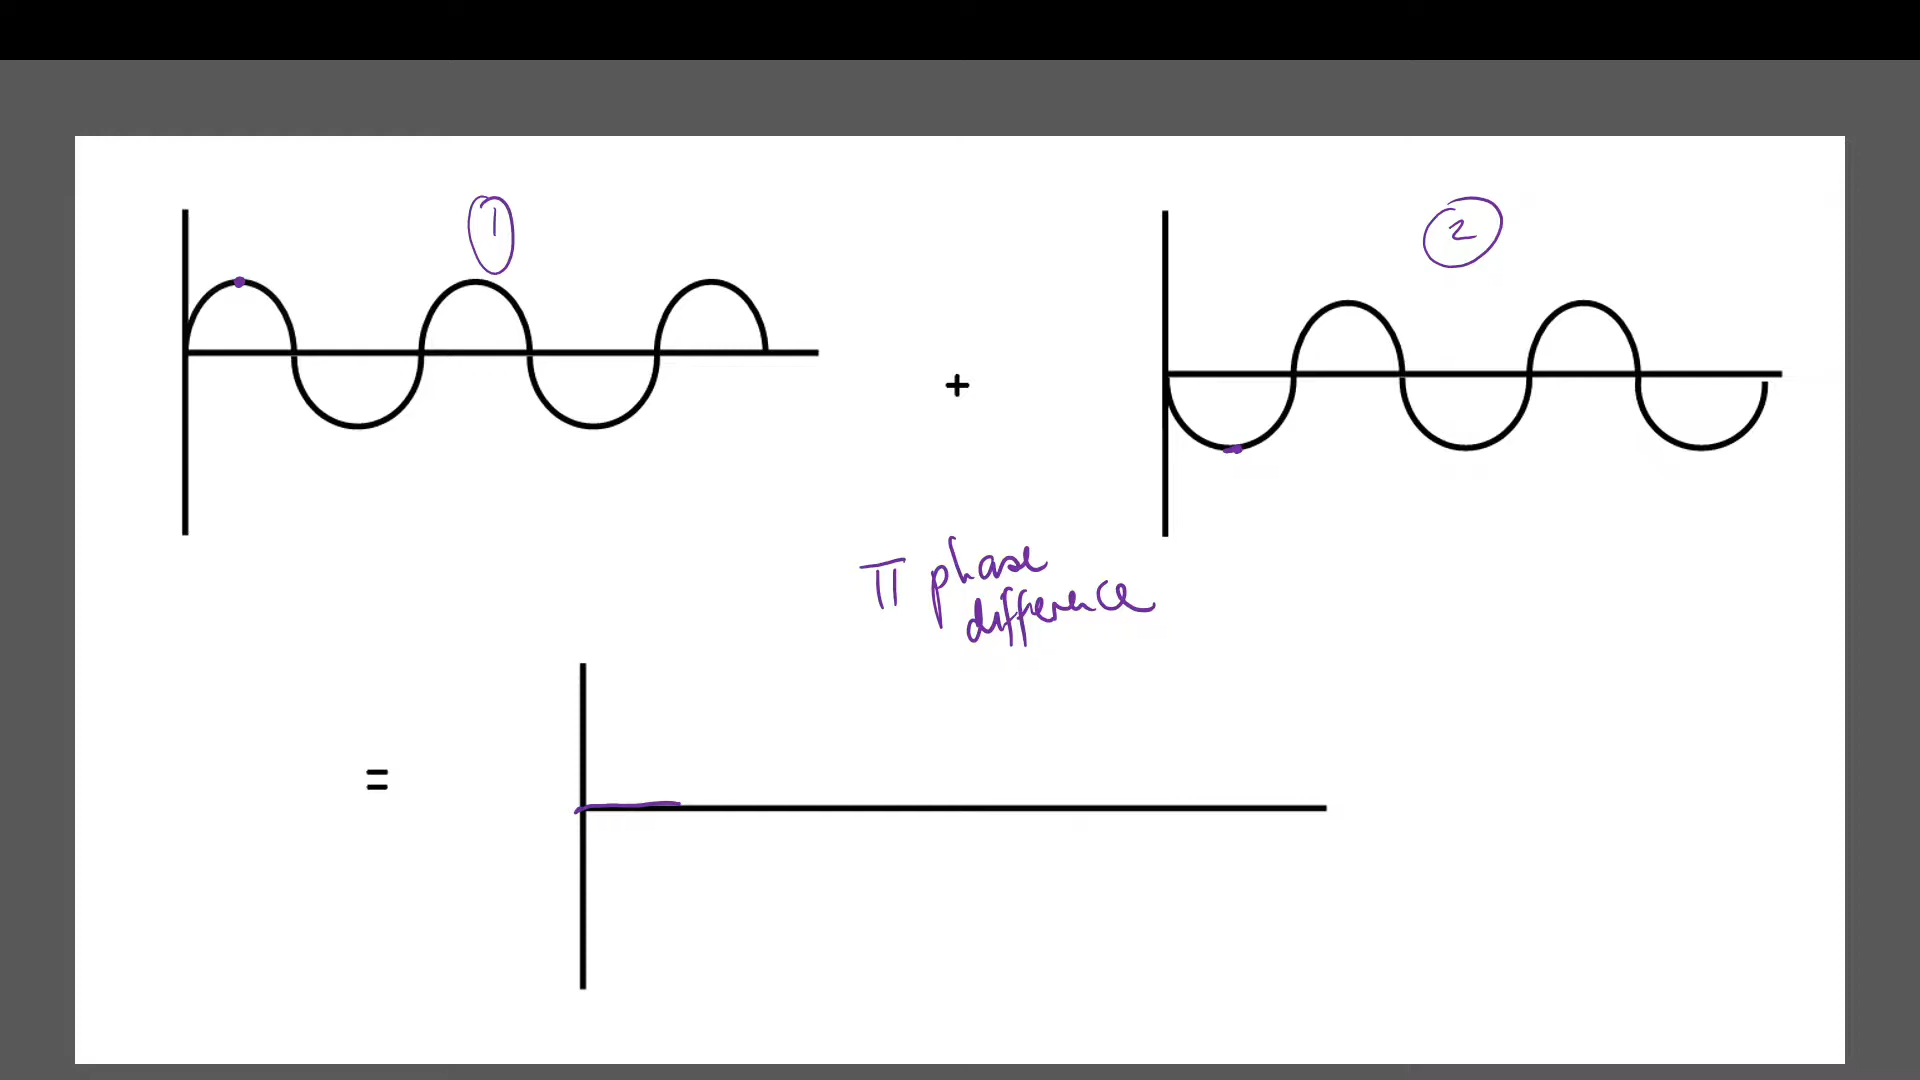 1
2
+
π phase
difference
=